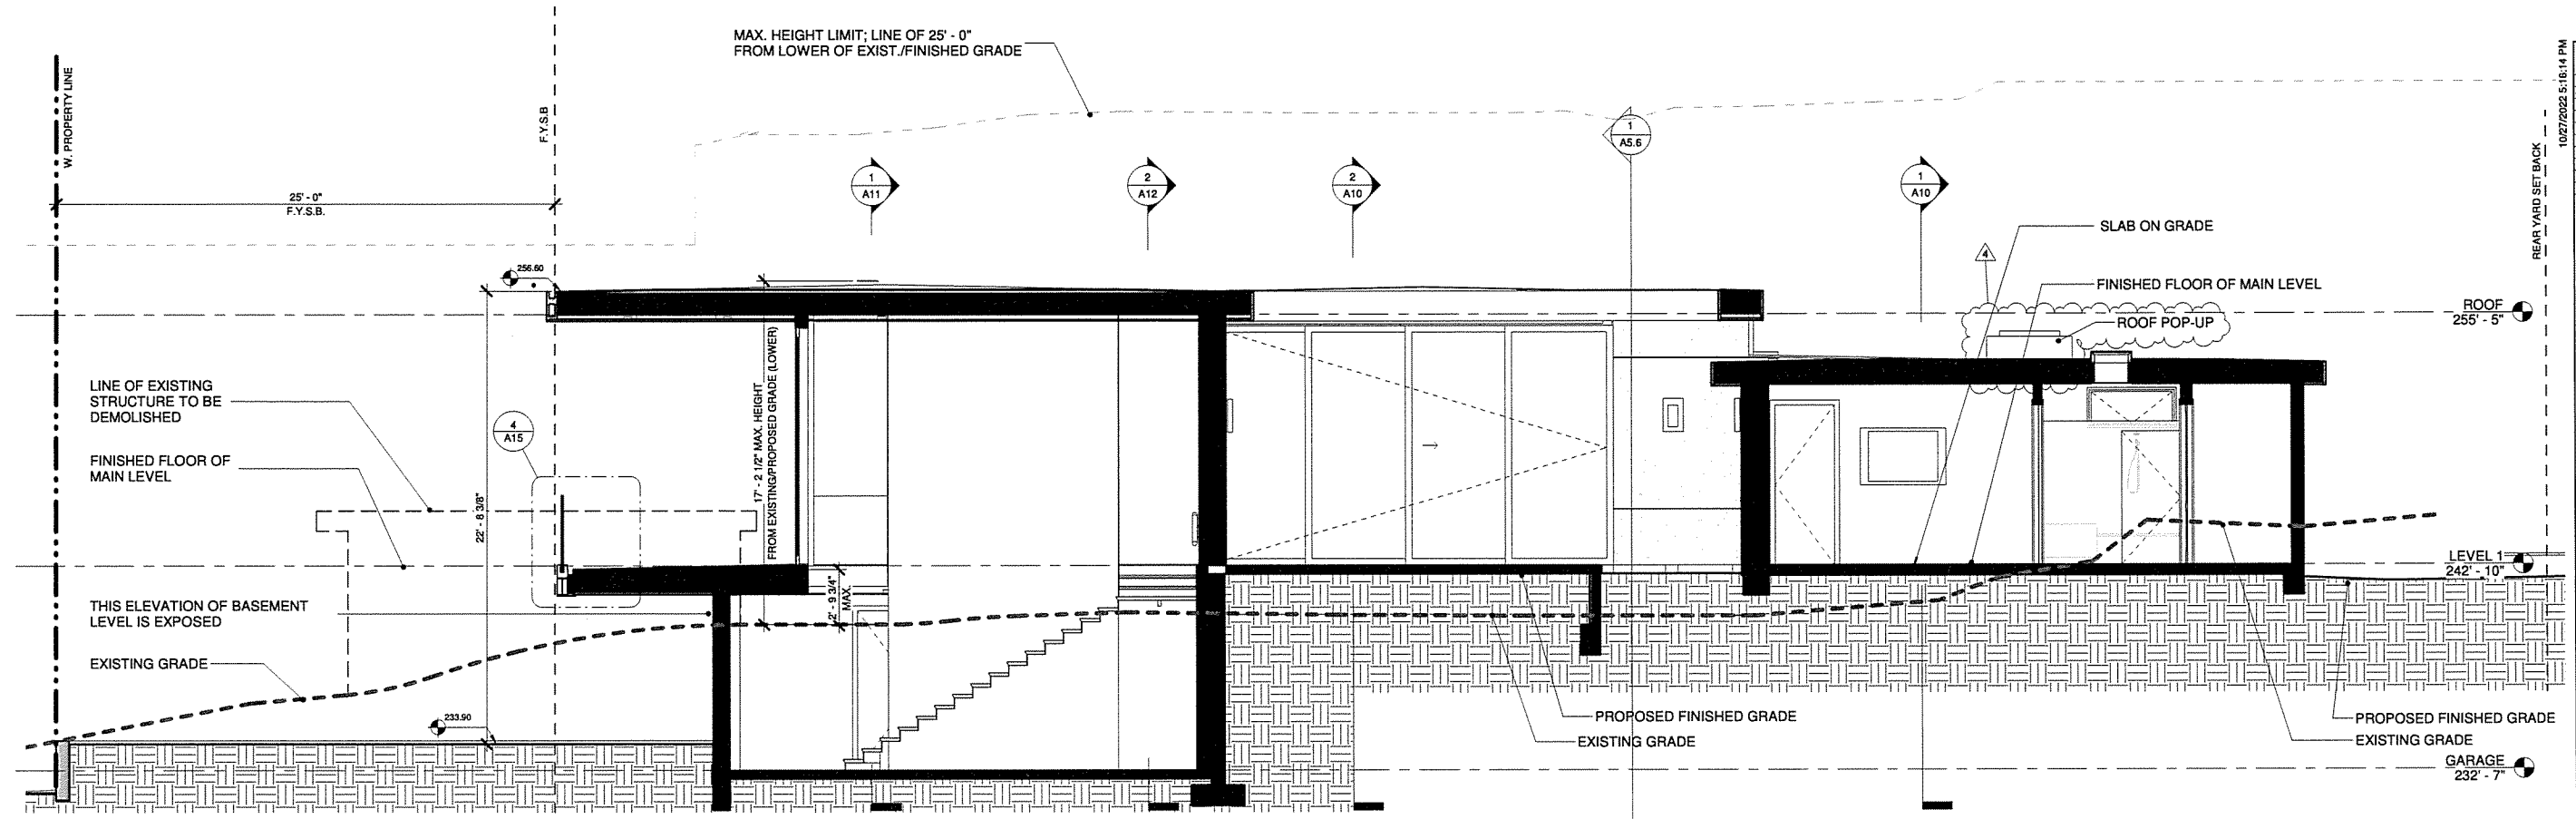 MAX. HEIGHT LIMIT; LINE OF 25' - 0"
FROM LOWER OF EXIST./FINISHED GRADE
10/27/2022 5:16:14 PM
W. PROPERTY LINE
F.Y.S.B
REAR YARD SET BACK
25' - 0"
F.Y.S.B.
1
A11
2
A12
2
A10
1
A5.6
1
A10
SLAB ON GRADE
4
FINISHED FLOOR OF MAIN LEVEL
256.60
ROOF
255' - 5"
ROOF POP-UP
LINE OF EXISTING
STRUCTURE TO BE
DEMOLISHED
4
A15
FINISHED FLOOR OF
MAIN LEVEL
22' - 8 3/8"
17' - 2 1/2" MAX. HEIGHT
FROM EXISTING/PROPOSED GRADE (LOWER)
2' - 9 3/4"
MAX.
LEVEL 1
242' - 10"
THIS ELEVATION OF BASEMENT
LEVEL IS EXPOSED
EXISTING GRADE
233.90
PROPOSED FINISHED GRADE
EXISTING GRADE
PROPOSED FINISHED GRADE
EXISTING GRADE
GARAGE
232' - 7"